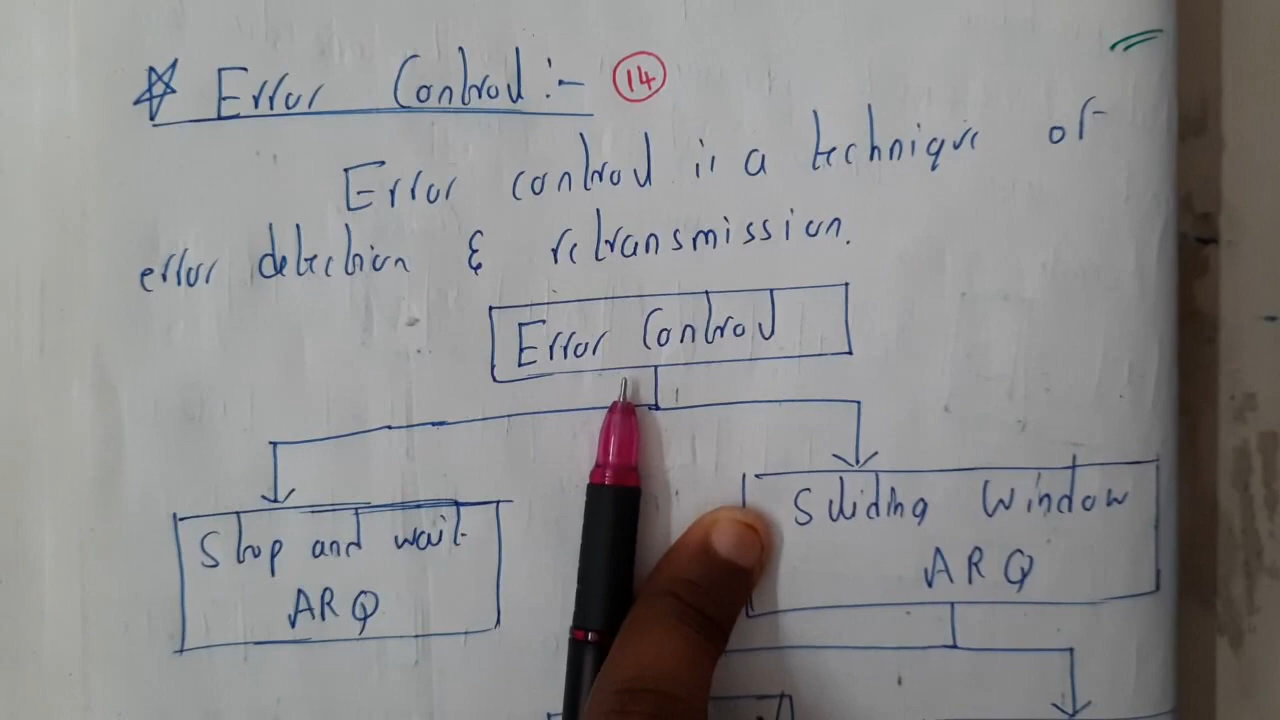 Error Control :- 14
Error control is a technique of
error detection & retransmission.
Error Control
Stop and wait
ARQ
Sliding Window
ARQ